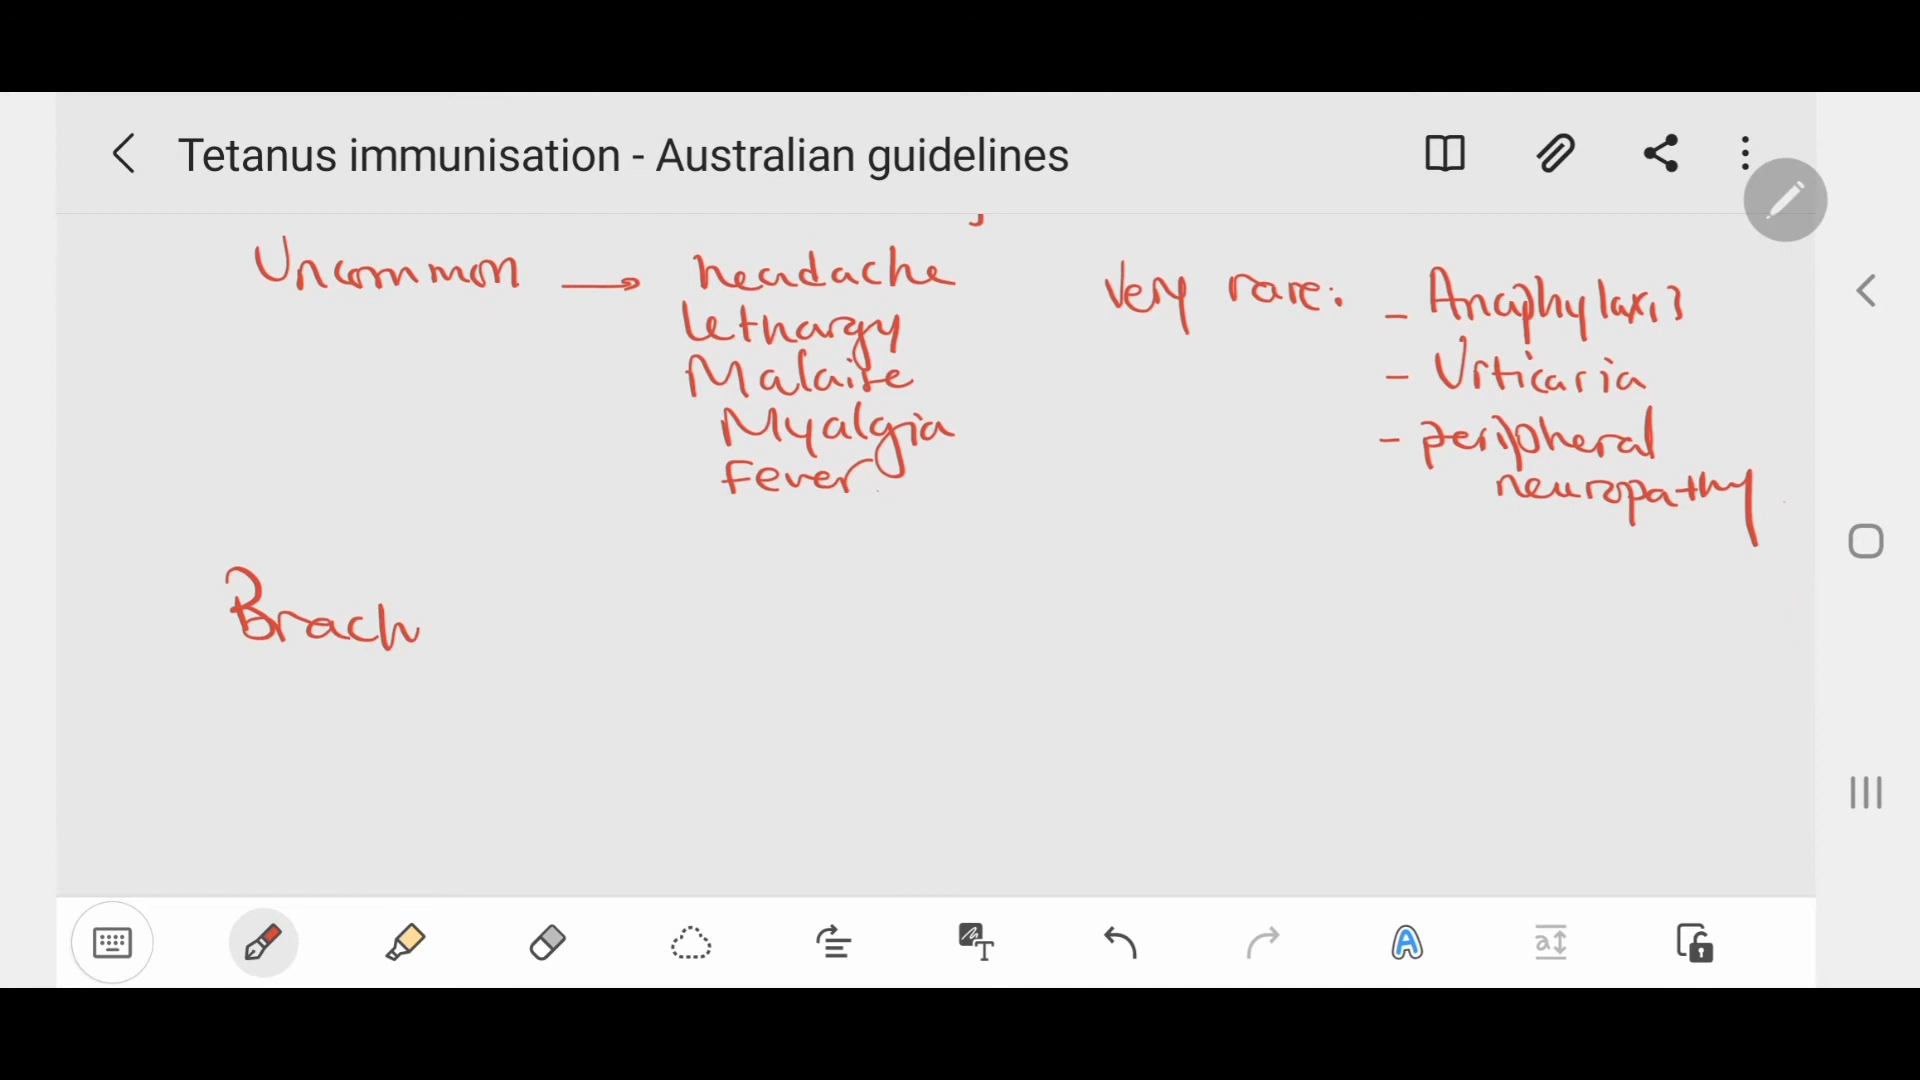 Tetanus immunisation - Australian guidelines
Uncommon → headache
Lethargy
Malaise
Myalgia
Fever
Very rare: - Anaphylaxis
- Urticaria
- peripheral
neuropathy
Brach